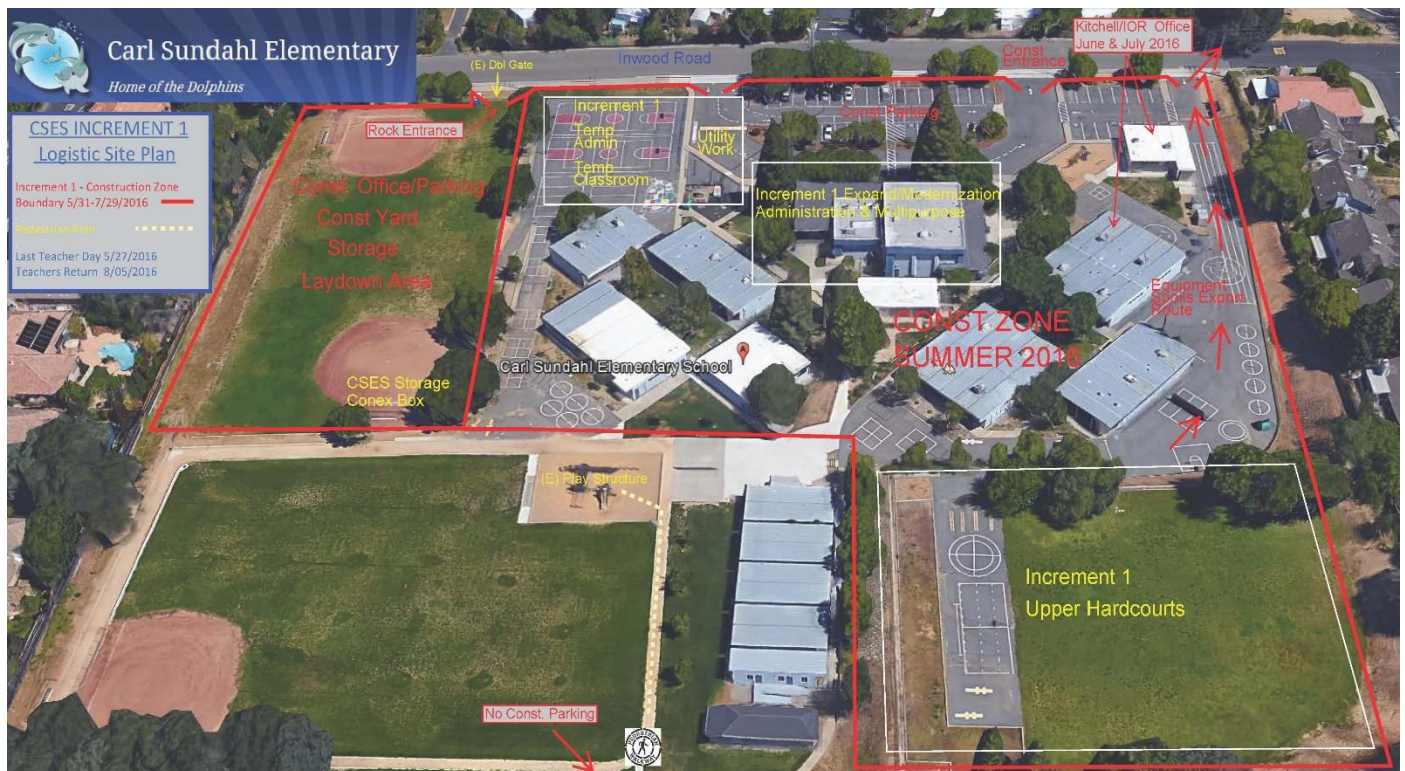 Carl Sundahl Elementary
Home of the Dolphins
CSES INCREMENT 1
Logistic Site Plan
Increment 1 - Construction Zone
Boundary 5/31-7/29/2016
Pedestrian Path
Last Teacher Day 5/27/2016
Teachers Return 8/05/2016
(E) Dbl Gate
Inwood Road
Const
Entrance
Kitchell/IOR Office
June & July 2016
Rock Entrance
Increment 1
Temp
Admin
Temp
Classroom
Utility
Work
Const Parking
Const. Office/Parking
Const Yard
Storage
Laydown Area
Increment 1 Expand/Modernization
Administration & Multipurpose
Equipment
Spoils Export
Route
CONST ZONE
SUMMER 2016
A
Carl Sundahl Elementary School
CSES Storage
Conex Box
(E) Play Structure
Increment 1
Upper Hardcourts
No Const. Parking
PEDESTRIAN
WALKWAY